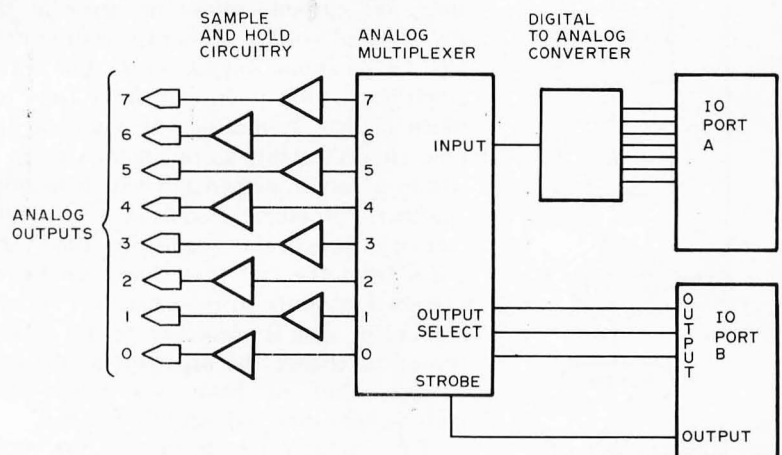 SAMPLE
AND HOLD
CIRCUITRY
ANALOG
MULTIPLEXER
DIGITAL
TO ANALOG
CONVERTER
ANALOG
OUTPUTS
7
6
5
4
3
2
1
0
7
6
5
4
3
2
1
0
INPUT
OUTPUT
SELECT
STROBE
IO
PORT
A
OUTPUT
IO
PORT
B
OUTPUT